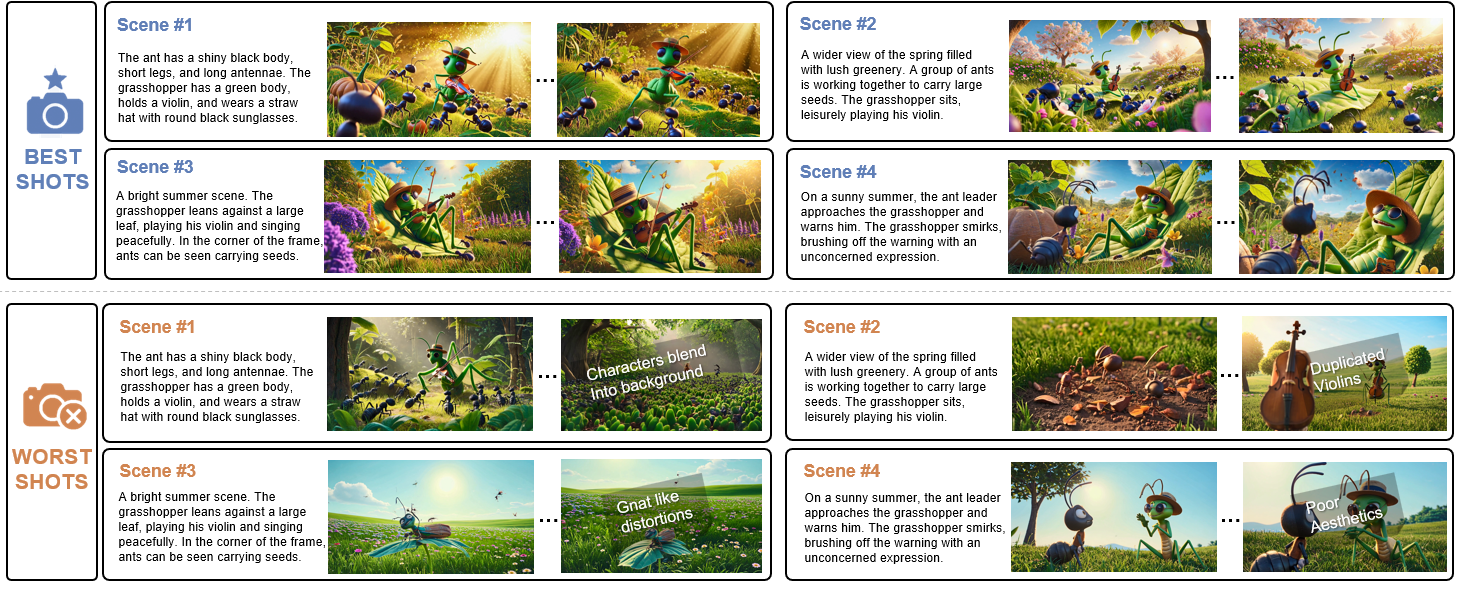 BEST
SHOTS
Scene #1
The ant has a shiny black body,
short legs, and long antennae. The
grasshopper has a green body,
holds a violin, and wears a straw
hat with round black sunglasses.
...
Scene #2
A wider view of the spring filled
with lush greenery. A group of ants
is working together to carry large
seeds. The grasshopper sits,
leisurely playing his violin.
...
Scene #3
A bright summer scene. The
grasshopper leans against a large
leaf, playing his violin and singing
peacefully. In the corner of the frame,
ants can be seen carrying seeds.
...
Scene #4
On a sunny summer, the ant leader
approaches the grasshopper and
warns him. The grasshopper smirks,
brushing off the warning with an
unconcerned expression.
...
WORST
SHOTS
Scene #1
The ant has a shiny black body,
short legs, and long antennae. The
grasshopper has a green body,
holds a violin, and wears a straw
hat with round black sunglasses.
...
Characters blend
Into background
Scene #2
A wider view of the spring filled
with lush greenery. A group of ants
is working together to carry large
seeds. The grasshopper sits,
leisurely playing his violin.
...
Duplicated
Violins
Scene #3
A bright summer scene. The
grasshopper leans against a large
leaf, playing his violin and singing
peacefully. In the corner of the frame,
ants can be seen carrying seeds.
...
Gnat like
distortions
Scene #4
On a sunny summer, the ant leader
approaches the grasshopper and
warns him. The grasshopper smirks,
brushing off the warning with an
unconcerned expression.
...
Poor
Aesthetics